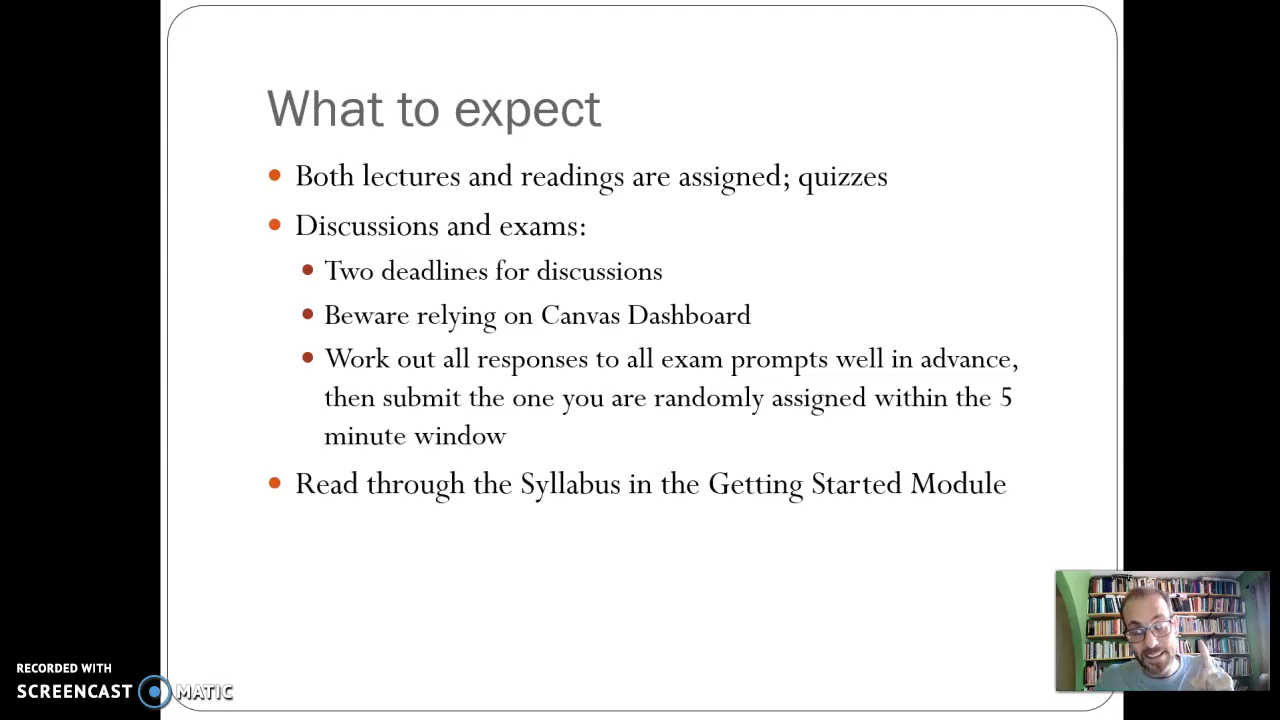 What to expect
Both lectures and readings are assigned; quizzes
Discussions and exams:
Two deadlines for discussions
Beware relying on Canvas Dashboard
Work out all responses to all exam prompts well in advance,
then submit the one you are randomly assigned within the 5
minute window
Read through the Syllabus in the Getting Started Module
RECORDED WITH
SCREENCAST MATIC